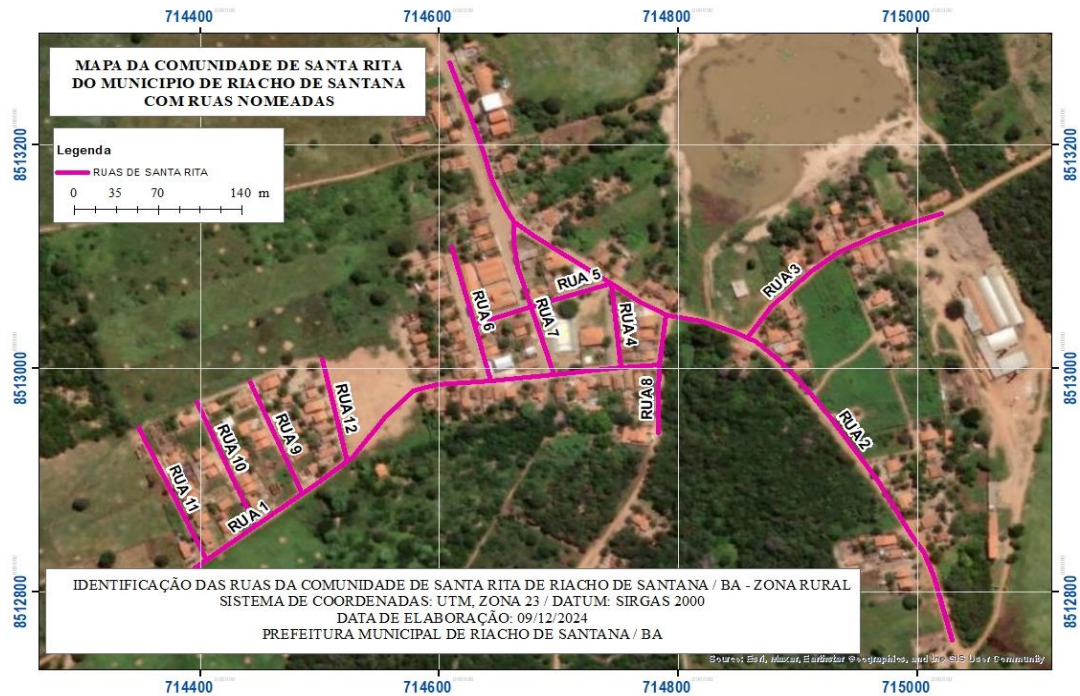 714400 714600 714800 715000
MAPA DA COMUNIDADE DE SANTA RITA
DO MUNICIPIO DE RIACHO DE SANTANA
COM RUAS NOMEADAS
Legenda
RUAS DE SANTA RITA
0 35 70 140 m
8513200
8513200
RUA 3
RUA 5
RUA 6
RUA 7
RUA 4
8513000
8513000
RUA 8
RUA 12
RUA 9
RUA 10
RUA 11
RUA 1
RUA 2
8512800
8512800
IDENTIFICAÇÃO DAS RUAS DA COMUNIDADE DE SANTA RITA DE RIACHO DE SANTANA / BA - ZONA RURAL
SISTEMA DE COORDENADAS: UTM, ZONA 23 / DATUM: SIRGAS 2000
DATA DE ELABORAÇÃO: 09/12/2024
PREFEITURA MUNICIPAL DE RIACHO DE SANTANA / BA
Source: Esri, Maxar, Earthstar Geographics, and the GIS User Community
714400 714600 714800 715000